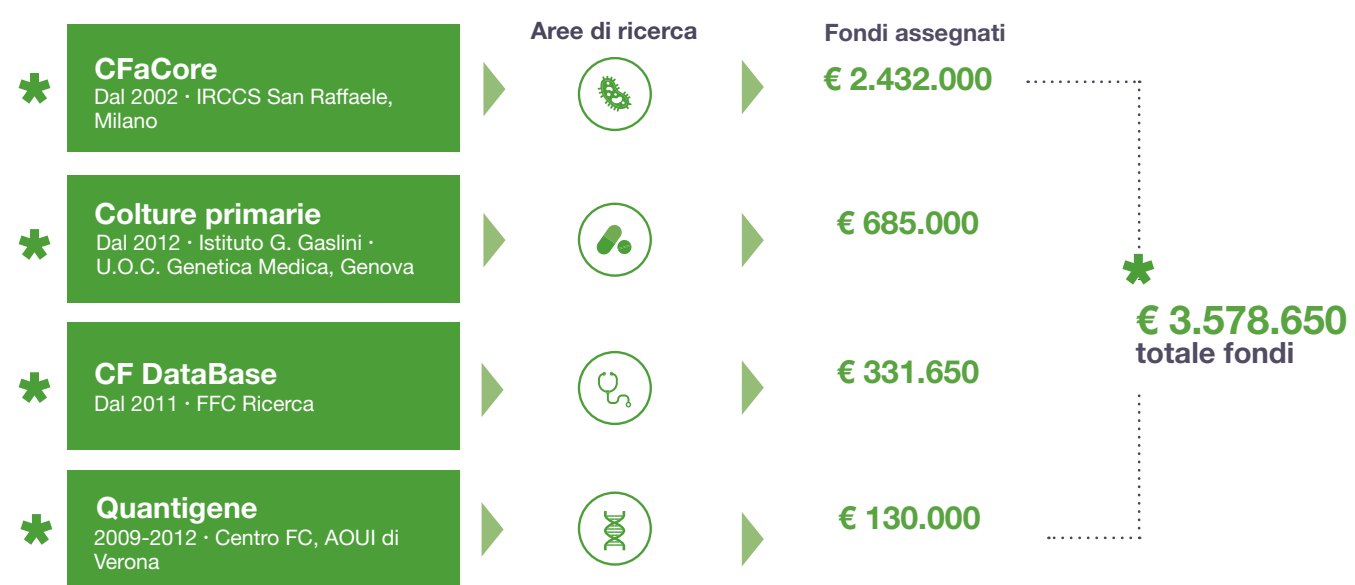 Aree di ricerca
Fondi assegnati
CFaCore
Dal 2002 · IRCCS San Raffaele,
Milano
€ 2.432.000
Colture primarie
Dal 2012 · Istituto G. Gaslini ·
U.O.C. Genetica Medica, Genova
€ 685.000
€ 3.578.650
totale fondi
CF DataBase
Dal 2011 · FFC Ricerca
€ 331.650
Quantigene
2009-2012 · Centro FC, AOUI di
Verona
€ 130.000